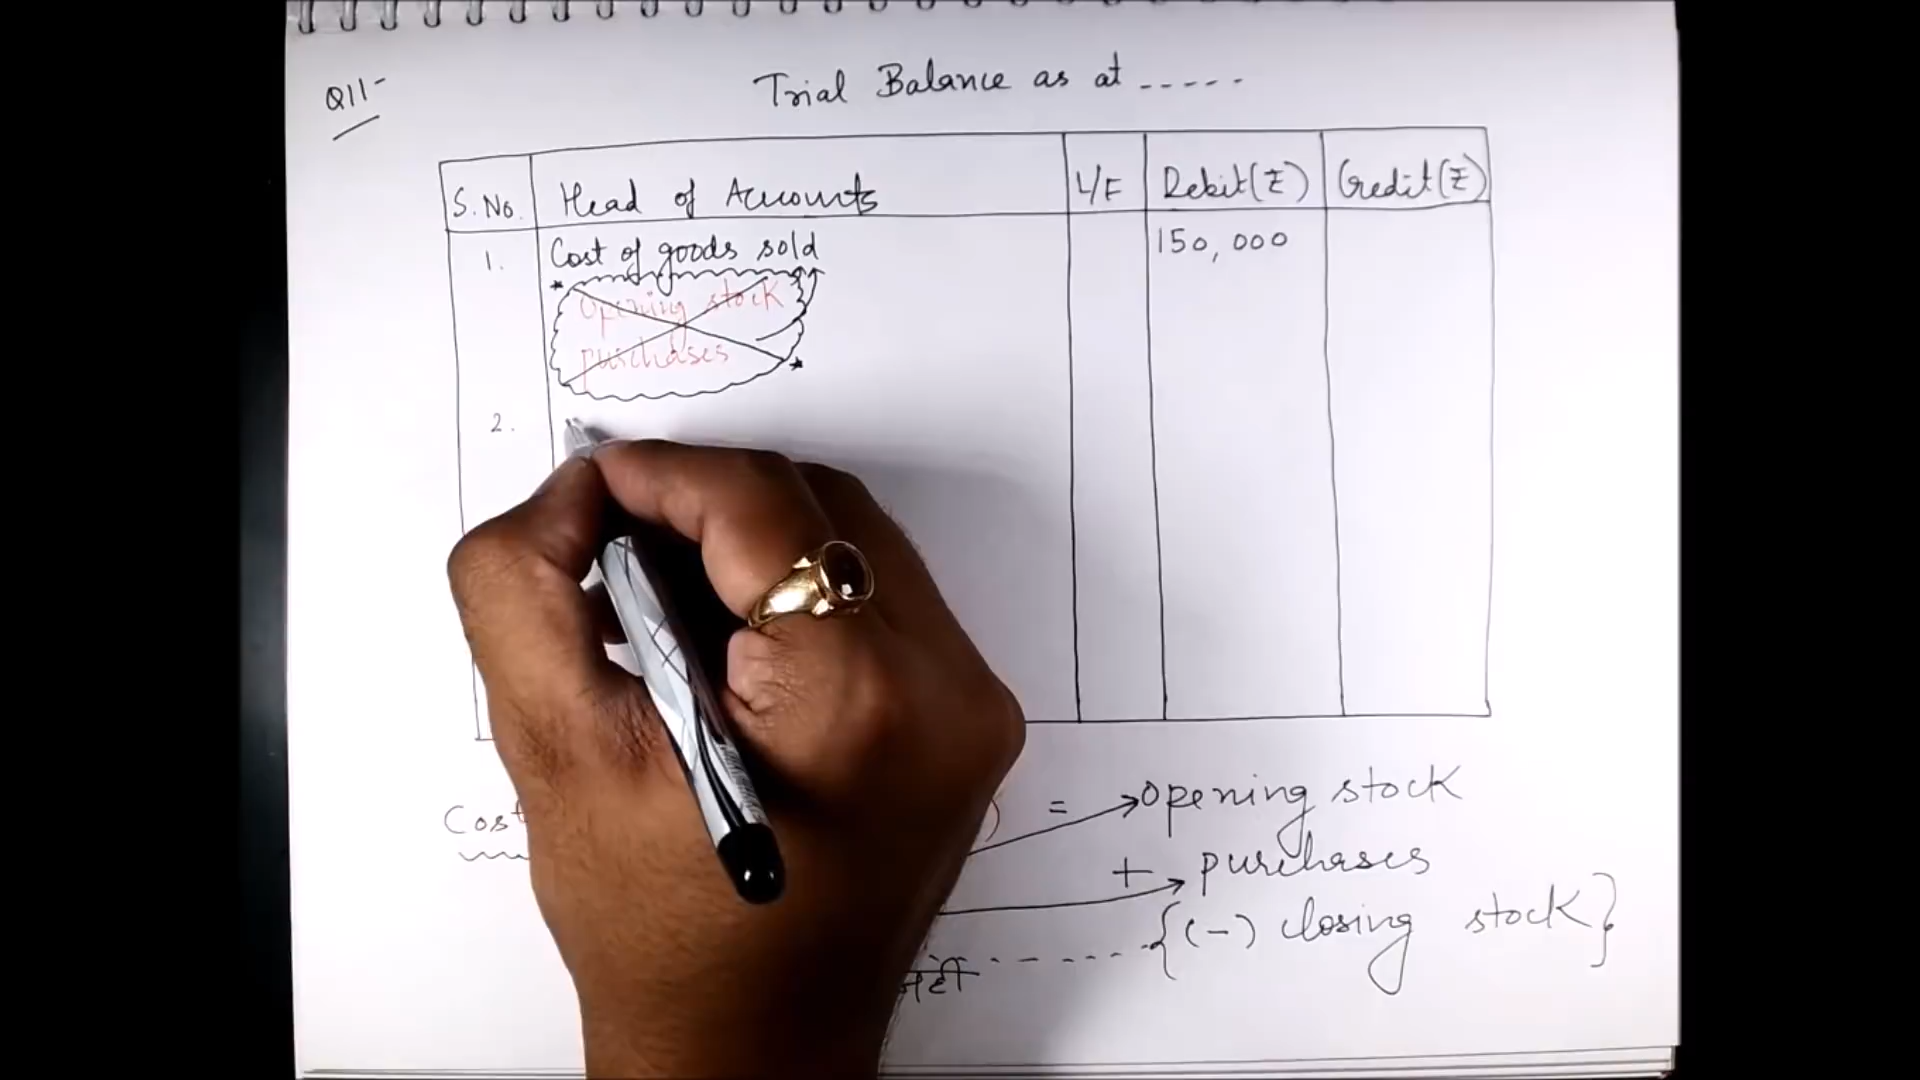 Q11-
Trial Balance as at -----
S. No. Head of Accounts L/F Debit(₹) Credit(₹)
1. Cost of goods sold 150,000
opening stock
purchases
2.
Cost ) = opening stock
+ purchases
{(-) closing stock}